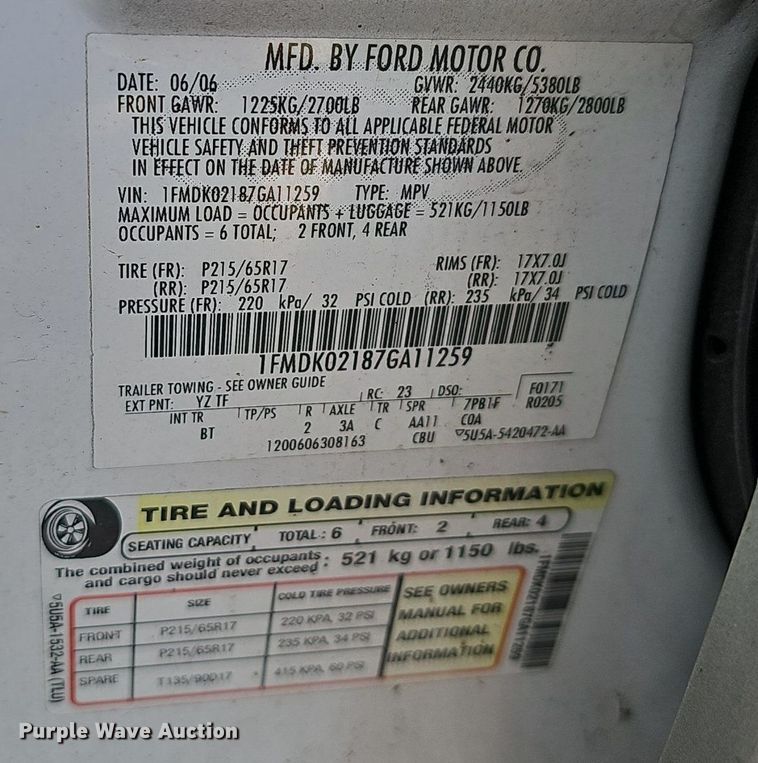 MFD. BY FORD MOTOR CO.
DATE: 06/06 GVWR: 2440KG/5380LB
FRONT GAWR: 1225KG/2700LB REAR GAWR: 1270KG/2800LB
THIS VEHICLE CONFORMS TO ALL APPLICABLE FEDERAL MOTOR
VEHICLE SAFETY AND THEFT PREVENTION STANDARDS
IN EFFECT ON THE DATE OF MANUFACTURE SHOWN ABOVE.
VIN: 1FMDK02187GA11259 TYPE: MPV
MAXIMUM LOAD = OCCUPANTS + LUGGAGE = 521KG/1150LB
OCCUPANTS = 6 TOTAL; 2 FRONT, 4 REAR
TIRE (FR): P215/65R17 RIMS (FR): 17X7.0J
(RR): P215/65R17 (RR): 17X7.0J
PRESSURE (FR): 220 kPa/ 32 PSI COLD (RR): 235 kPa/ 34 PSI COLD
1FMDK02187GA11259
TRAILER TOWING - SEE OWNER GUIDE
EXT PNT: YZ TF RC: 23 DSO: F0171
INT TR TP/PS R AXLE TR SPR 7PB1F R0205
BT 2 3A C AA11 C0A
1200606308163 CBU ▽5U5A-5420472-AA
TIRE AND LOADING INFORMATION
SEATING CAPACITY TOTAL: 6 FRONT: 2 REAR: 4
The combined weight of occupants and cargo should never exceed: 521 kg or 1150 lbs.
TIRE SIZE COLD TIRE PRESSURE
FRONT P215/65R17 220 KPA, 32 PSI
REAR P215/65R17 235 KPA, 34 PSI
SPARE T135/90D17 415 KPA, 60 PSI
SEE OWNERS
MANUAL FOR
ADDITIONAL
INFORMATION
▽5U5A-1532-AA (TLU)
1FMDK02187GA11259
Purple Wave Auction